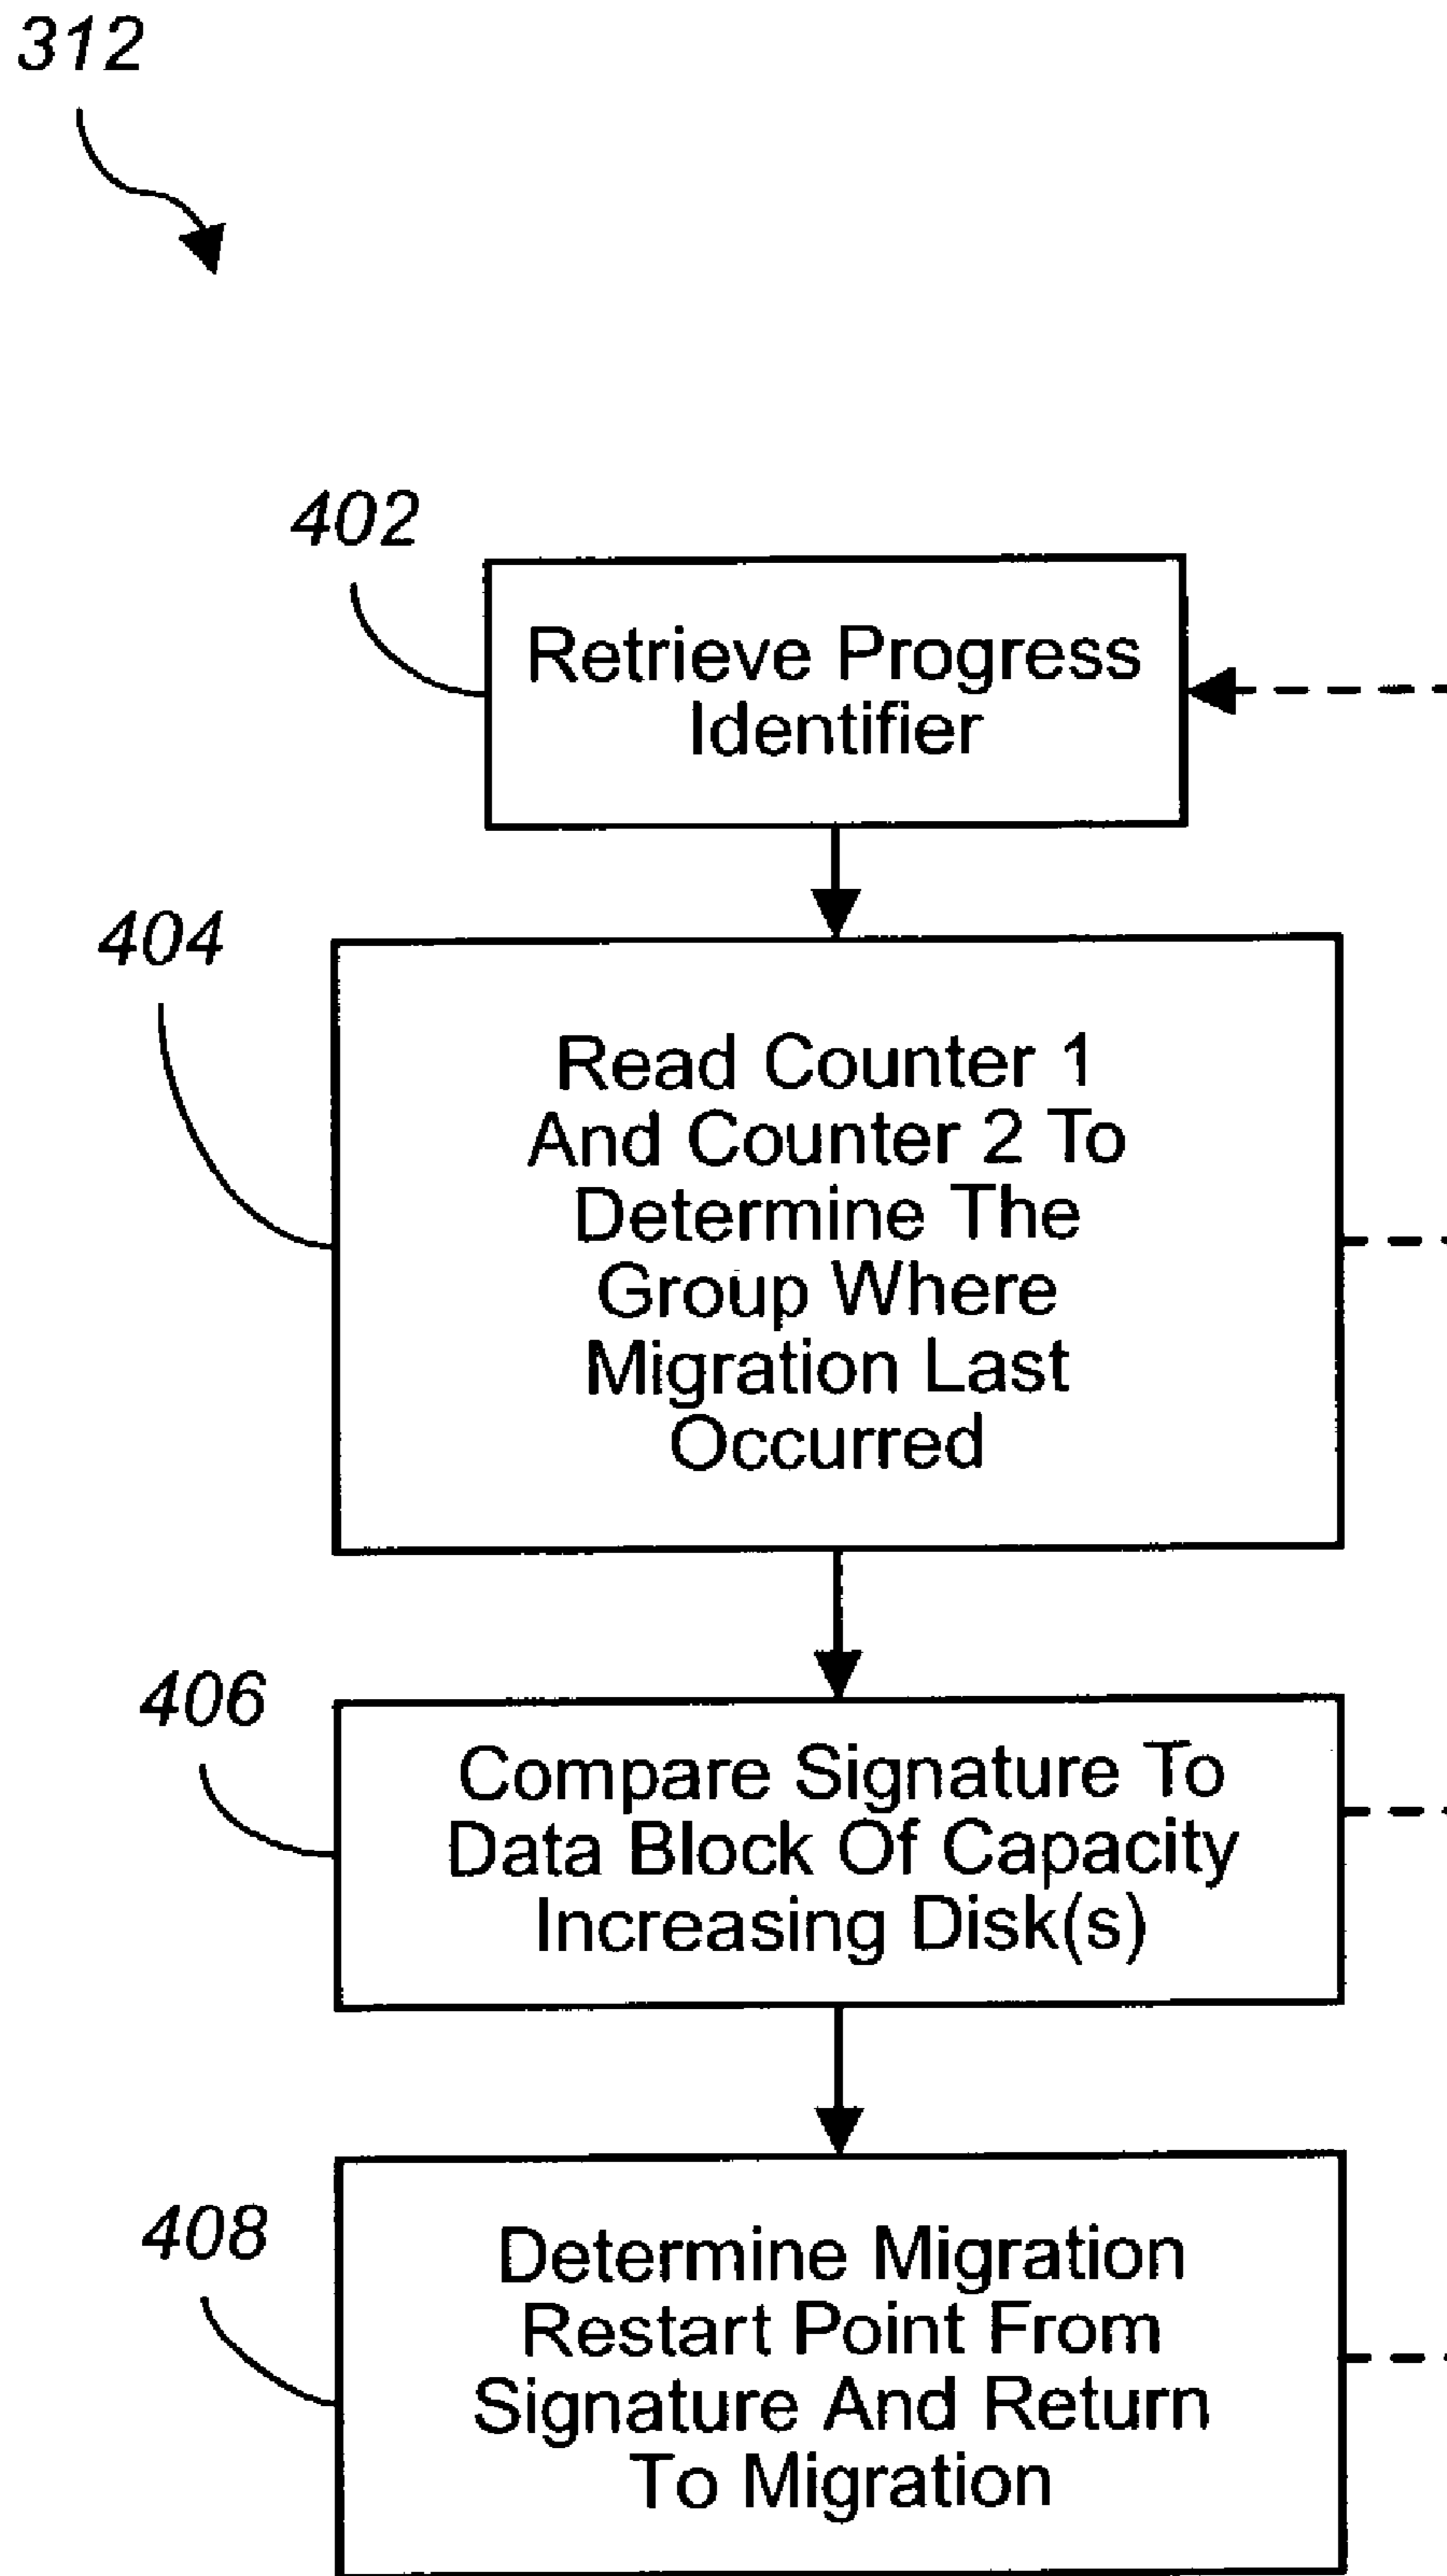 312
402
Retrieve Progress
Identifier
404
Read Counter 1
And Counter 2 To
Determine The
Group Where
Migration Last
Occurred
406
Compare Signature To
Data Block Of Capacity
Increasing Disk(s)
408
Determine Migration
Restart Point From
Signature And Return
To Migration